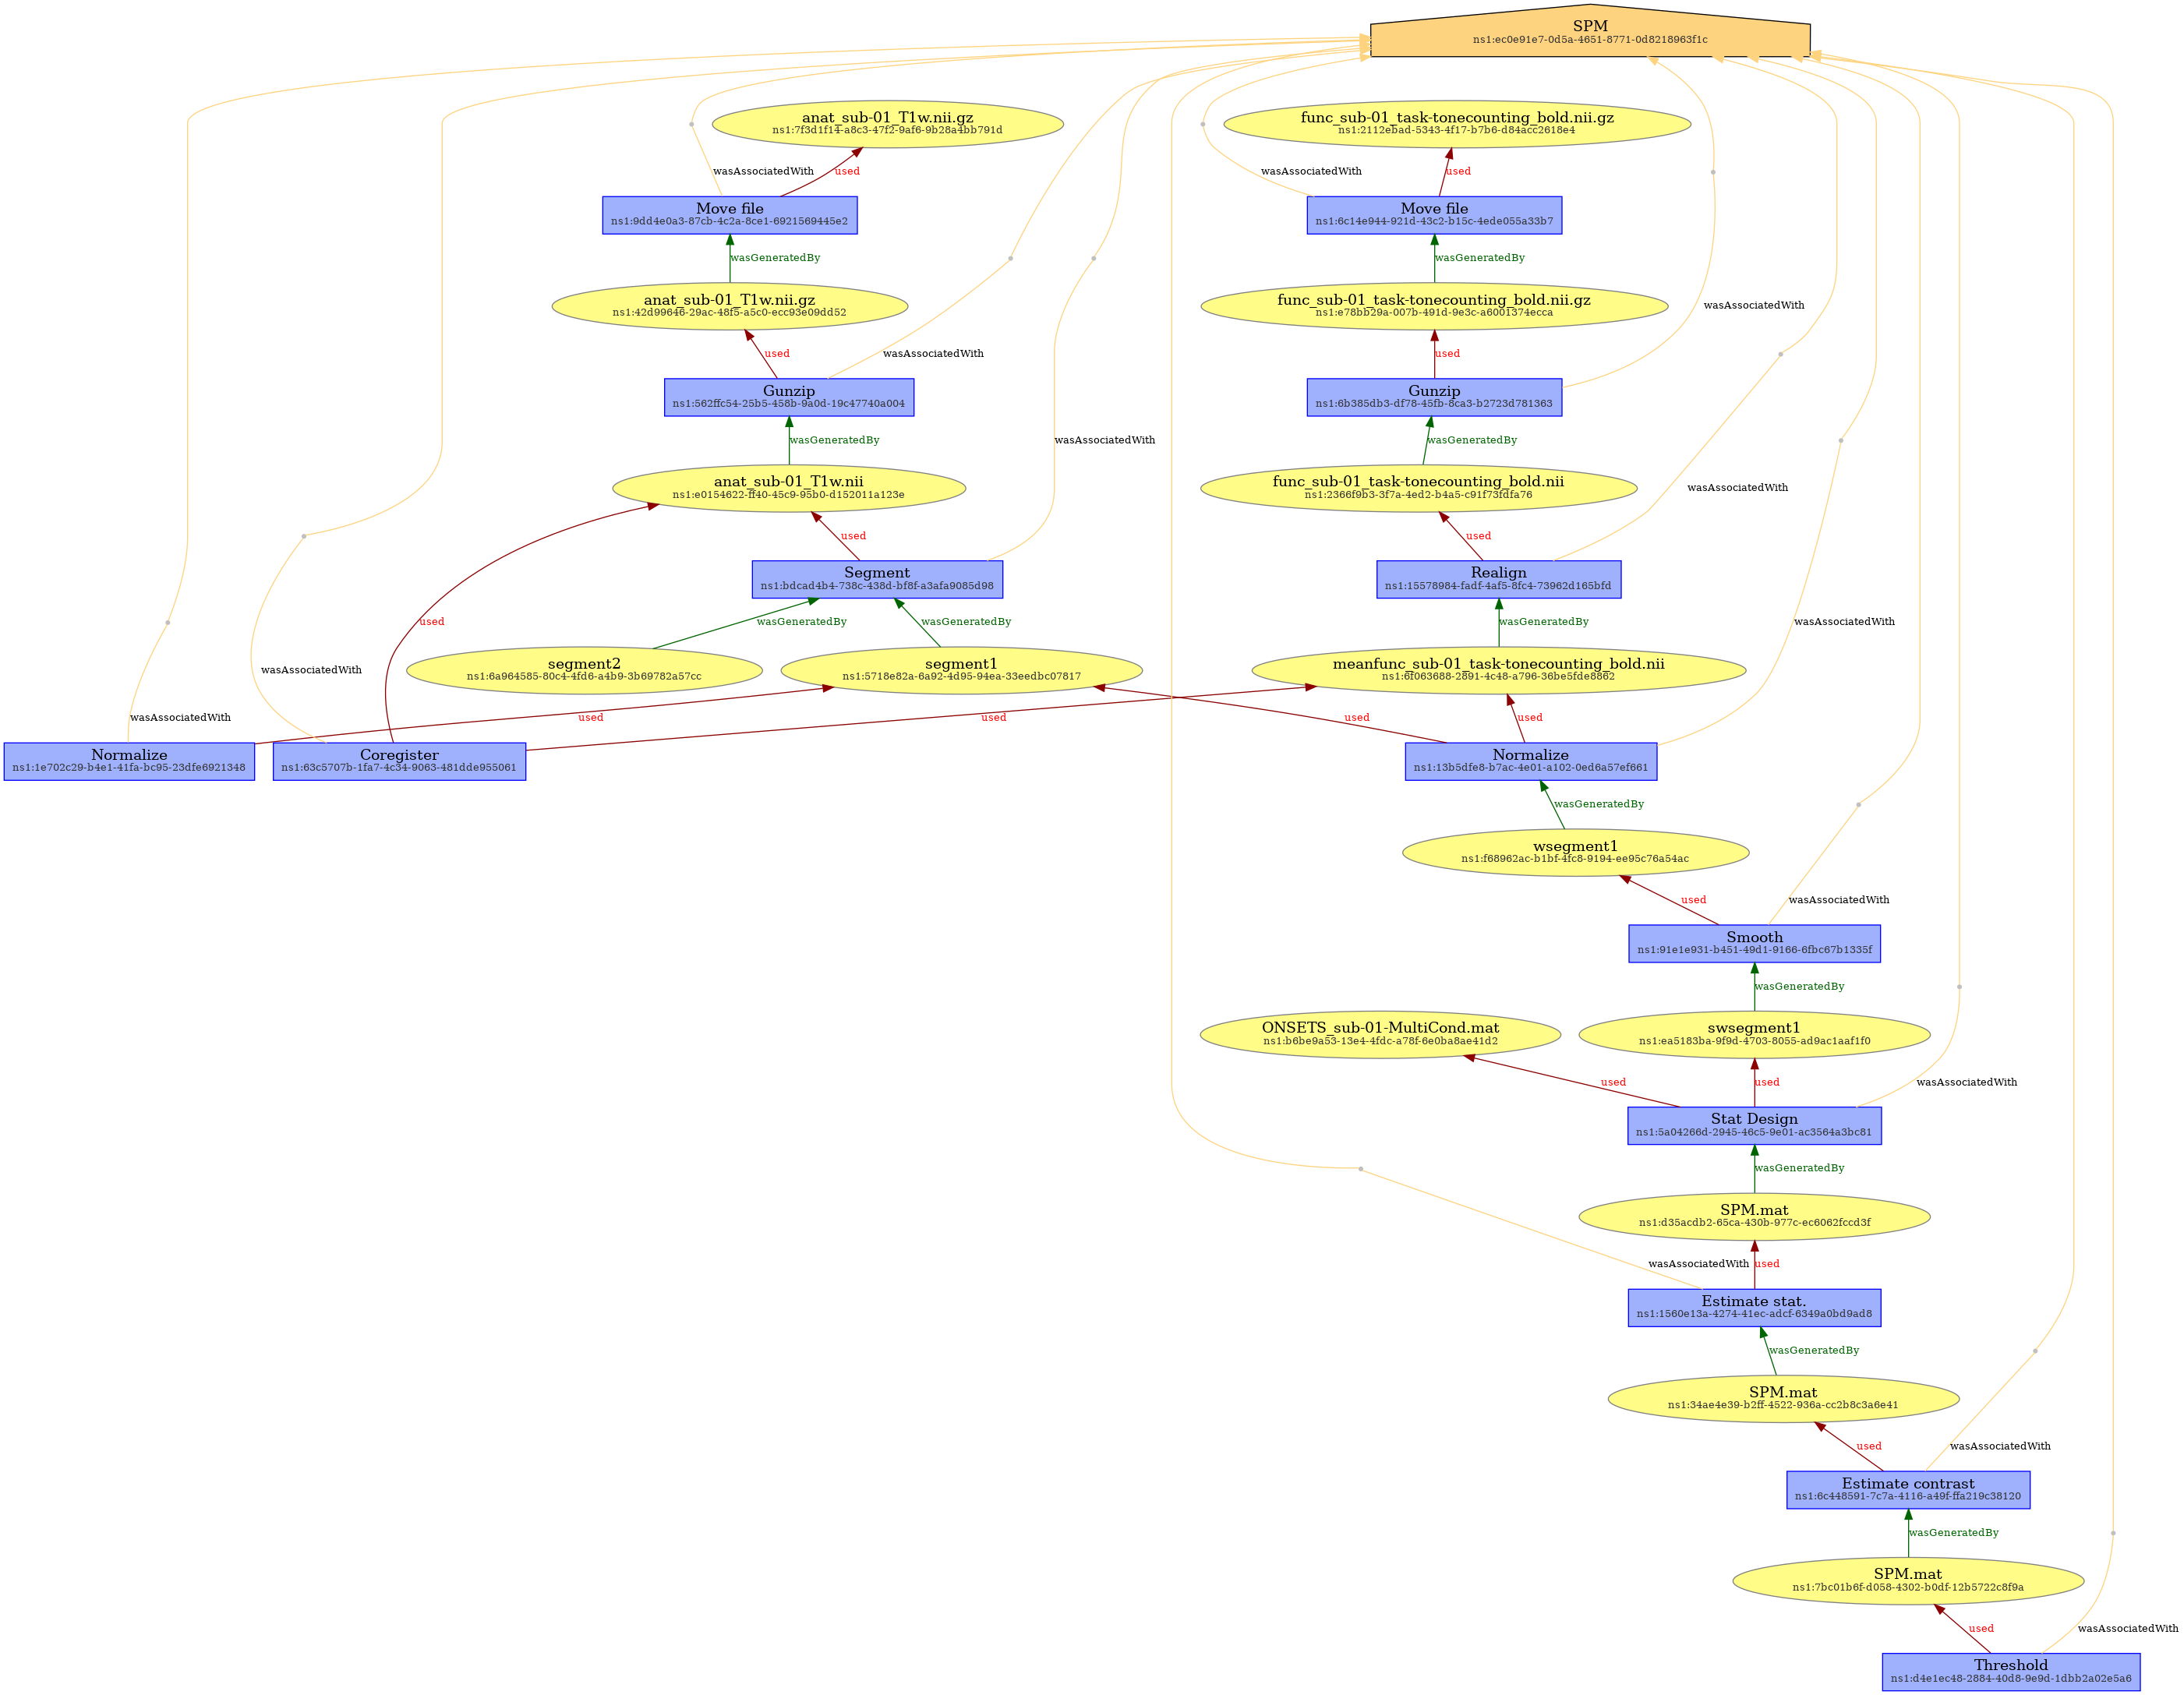 SPM
ns1:ec0e91e7-0d5a-4651-8771-0d8218963f1c
anat_sub-01_T1w.nii.gz
ns1:7f3d1f14-a8c3-47f2-9af6-9b28a4bb791d
func_sub-01_task-tonecounting_bold.nii.gz
ns1:2112ebad-5343-4f17-b7b6-d84acc2618e4
wasAssociatedWith
used
wasAssociatedWith
used
Move file
ns1:9dd4e0a3-87cb-4c2a-8ce1-6921569445e2
Move file
ns1:6c14e944-921d-43c2-b15c-4ede055a33b7
wasGeneratedBy
wasGeneratedBy
anat_sub-01_T1w.nii.gz
ns1:42d99646-29ac-48f5-a5c0-ecc93e09dd52
func_sub-01_task-tonecounting_bold.nii.gz
ns1:e78bb29a-007b-491d-9e3c-a6001374ecca
wasAssociatedWith
used
wasAssociatedWith
used
Gunzip
ns1:562ffc54-25b5-458b-9a0d-19c47740a004
Gunzip
ns1:6b385db3-df78-45fb-8ca3-b2723d781363
wasGeneratedBy
wasAssociatedWith
wasGeneratedBy
anat_sub-01_T1w.nii
ns1:e0154622-ff40-45c9-95b0-d152011a123e
func_sub-01_task-tonecounting_bold.nii
ns1:2366f9b3-3f7a-4ed2-b4a5-c91f73fdfa76
wasAssociatedWith
used
used
Segment
ns1:bdcad4b4-738c-438d-bf8f-a3afa9085d98
Realign
ns1:15578984-fadf-4af5-8fc4-73962d165bfd
used
wasGeneratedBy
wasGeneratedBy
wasGeneratedBy
wasAssociatedWith
wasAssociatedWith
segment2
ns1:6a964585-80c4-4fd6-a4b9-3b69782a57cc
segment1
ns1:5718e82a-6a92-4d95-94ea-33eedbc07817
meanfunc_sub-01_task-tonecounting_bold.nii
ns1:6f063688-2891-4c48-a796-36be5fde8862
wasAssociatedWith
used
used
used
used
Normalize
ns1:1e702c29-b4e1-41fa-bc95-23dfe6921348
Coregister
ns1:63c5707b-1fa7-4c34-9063-481dde955061
Normalize
ns1:13b5dfe8-b7ac-4e01-a102-0ed6a57ef661
wasGeneratedBy
wsegment1
ns1:f68962ac-b1bf-4fc8-9194-ee95c76a54ac
used
wasAssociatedWith
Smooth
ns1:91e1e931-b451-49d1-9166-6fbc67b1335f
wasGeneratedBy
ONSETS_sub-01-MultiCond.mat
ns1:b6be9a53-13e4-4fdc-a78f-6e0ba8ae41d2
swsegment1
ns1:ea5183ba-9f9d-4703-8055-ad9ac1aaf1f0
used
used
wasAssociatedWith
Stat Design
ns1:5a04266d-2945-46c5-9e01-ac3564a3bc81
wasGeneratedBy
SPM.mat
ns1:d35acdb2-65ca-430b-977c-ec6062fccd3f
wasAssociatedWith
used
Estimate stat.
ns1:1560e13a-4274-41ec-adcf-6349a0bd9ad8
wasGeneratedBy
SPM.mat
ns1:34ae4e39-b2ff-4522-936a-cc2b8c3a6e41
used
wasAssociatedWith
Estimate contrast
ns1:6c448591-7c7a-4116-a49f-ffa219c38120
wasGeneratedBy
SPM.mat
ns1:7bc01b6f-d058-4302-b0df-12b5722c8f9a
used
wasAssociatedWith
Threshold
ns1:d4e1ec48-2884-40d8-9e9d-1dbb2a02e5a6